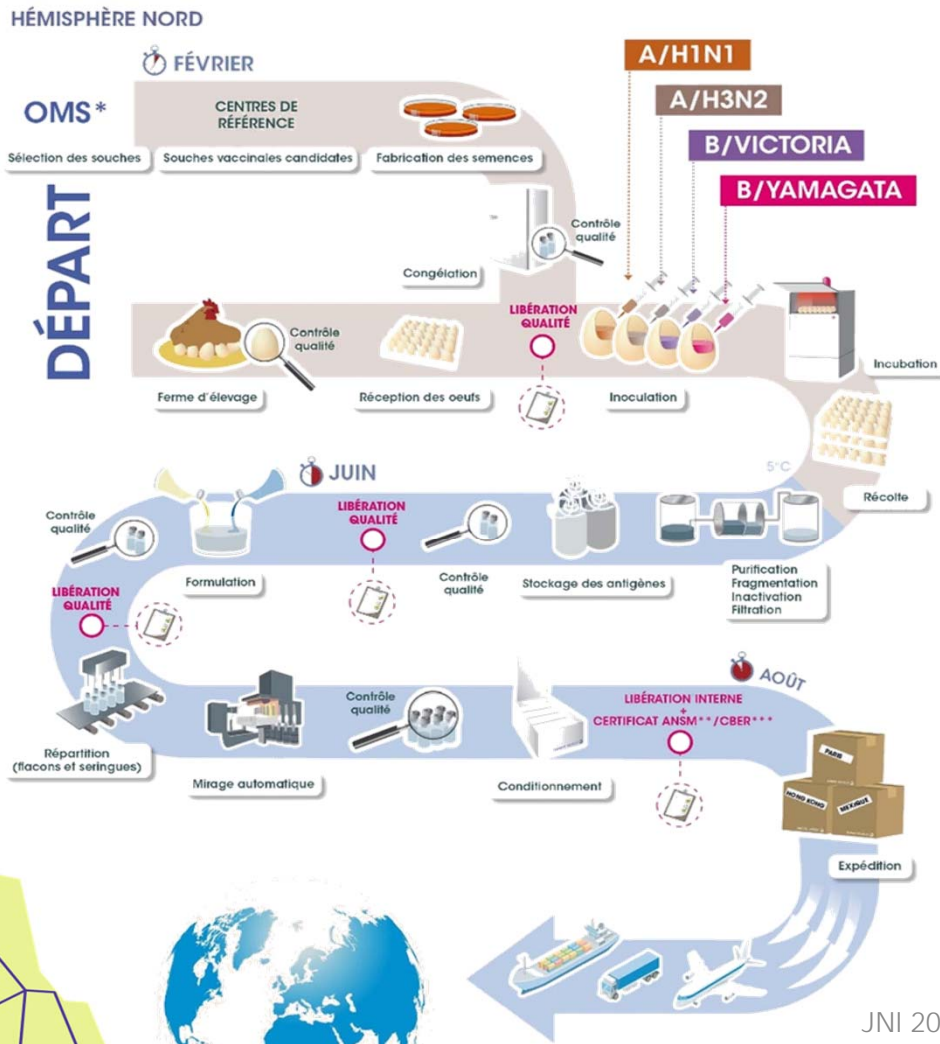 HÉMISPHÈRE NORD
FÉVRIER
OMS*
CENTRES DE
RÉFÉRENCE
Sélection des souches
Souches vaccinales candidates
Fabrication des semences
A/H1N1
A/H3N2
B/VICTORIA
B/YAMAGATA
DÉPART
Contrôle
qualité
Congélation
Contrôle
qualité
LIBÉRATION
QUALITÉ
Ferme d'élevage
Réception des oeufs
Inoculation
Incubation
5°C
Récolte
JUIN
Contrôle
qualité
LIBÉRATION
QUALITÉ
Formulation
Contrôle
qualité
Stockage des antigènes
Purification
Fragmentation
Inactivation
Filtration
LIBÉRATION
QUALITÉ
AOÛT
Contrôle
qualité
LIBÉRATION INTERNE
+
CERTIFICAT ANSM**/CBER***
Répartition
(flacons et seringues)
Mirage automatique
Conditionnement
PARIS
HONG KONG
MEXIQUE
Expédition
JNI 20